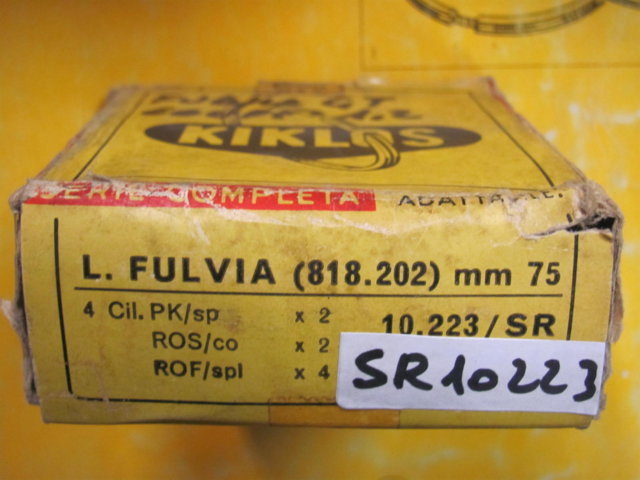 KIKLOS
SERIE COMPLETA
L. FULVIA (818.202) mm 75
4 Cil. PK/sp x 2 10.223/SR
ROS/co x 2
ROF/spl x 4
SR10223